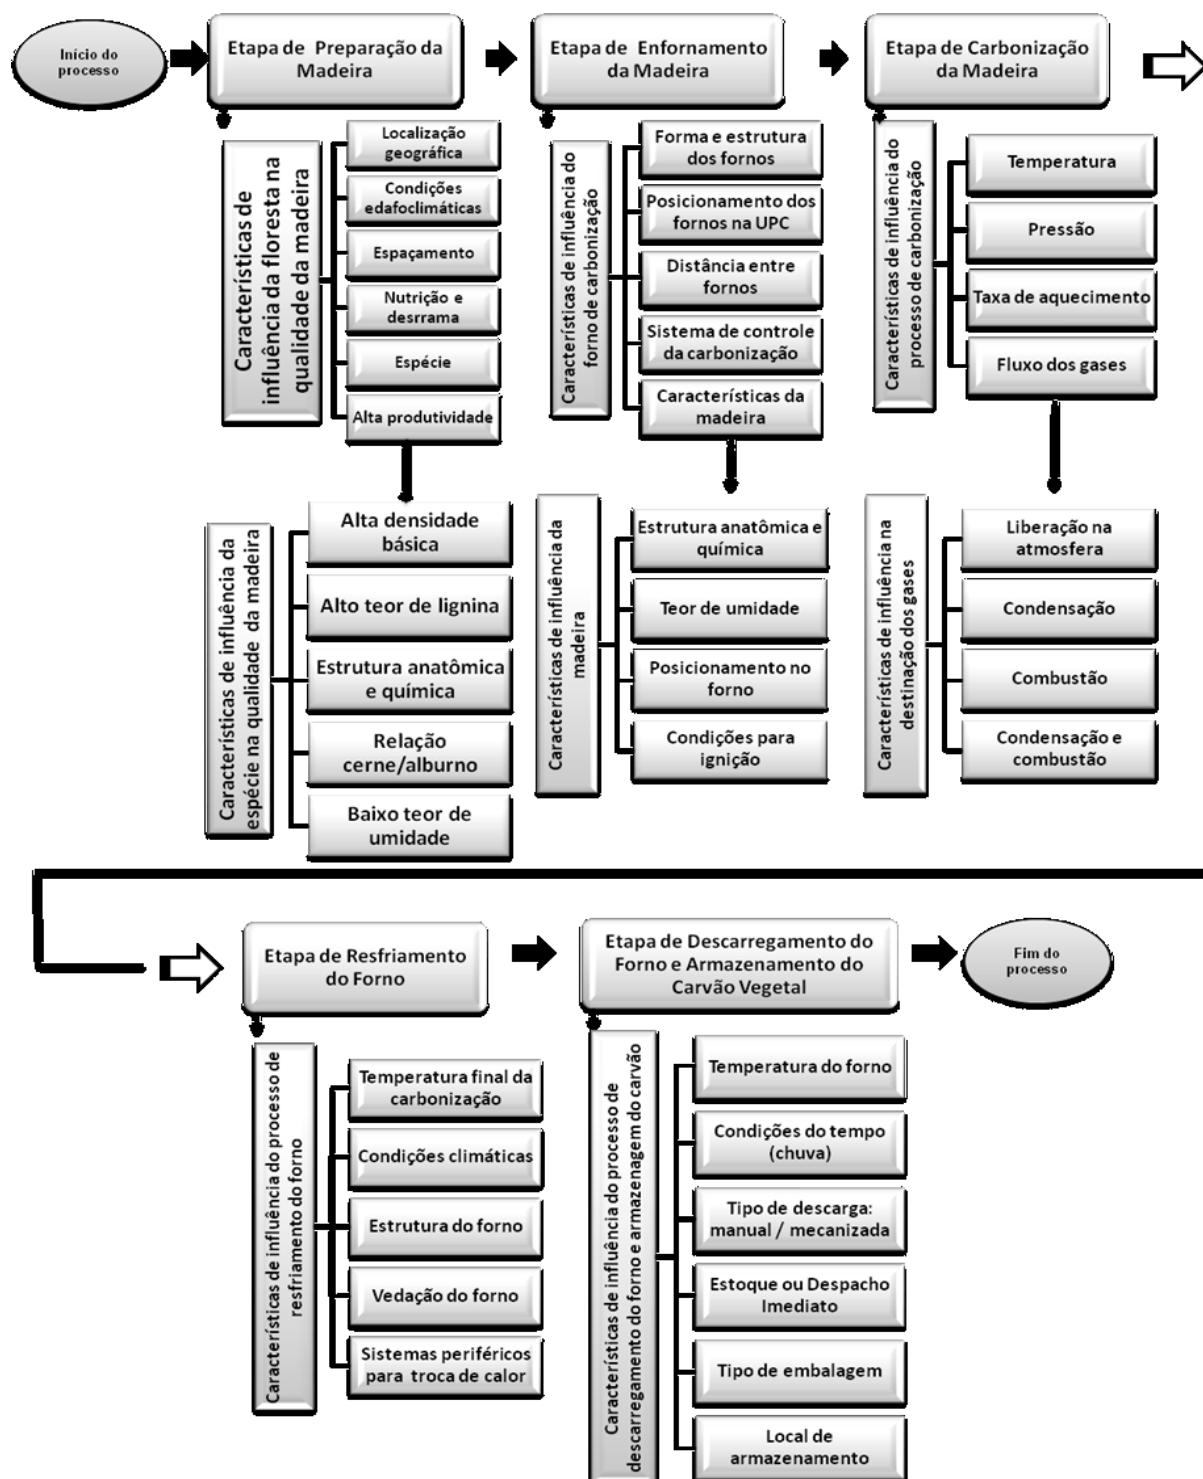 Início do
processo
Etapa de Preparação da
Madeira
Etapa de Enfornamento
da Madeira
Etapa de Carbonização
da Madeira
Características de
influência da floresta na
qualidade da madeira
Localização
geográfica
Condições
edafoclimáticas
Espaçamento
Nutrição e
desrrama
Espécie
Alta produtividade
Características de influência do
forno de carbonização
Forma e estrutura
dos fornos
Posicionamento dos
fornos na UPC
Distância entre
fornos
Sistema de controle
da carbonização
Características da
madeira
Características de influência do
processo de carbonização
Temperatura
Pressão
Taxa de aquecimento
Fluxo dos gases
Características de influência da
espécie na qualidade da madeira
Alta densidade
básica
Alto teor de lignina
Estrutura anatômica
e química
Relação
cerne/alburno
Baixo teor de
umidade
Características de influência da
madeira
Estrutura anatômica e
química
Teor de umidade
Posicionamento no
forno
Condições para
ignição
Características de influência na
destinação dos gases
Liberação na
atmosfera
Condensação
Combustão
Condensação e
combustão
Etapa de Resfriamento
do Forno
Etapa de Descarregamento do
Forno e Armazenamento do
Carvão Vegetal
Fim do
processo
Características de influência do processo de
resfriamento do forno
Temperatura final da
carbonização
Condições climáticas
Estrutura do forno
Vedação do forno
Sistemas periféricos
para troca de calor
Características de influência do processo de
descarregamento do forno e armazenagem do carvão
Temperatura do forno
Condições do tempo
(chuva)
Tipo de descarga:
manual / mecanizada
Estoque ou Despacho
Imediato
Tipo de embalagem
Local de
armazenamento